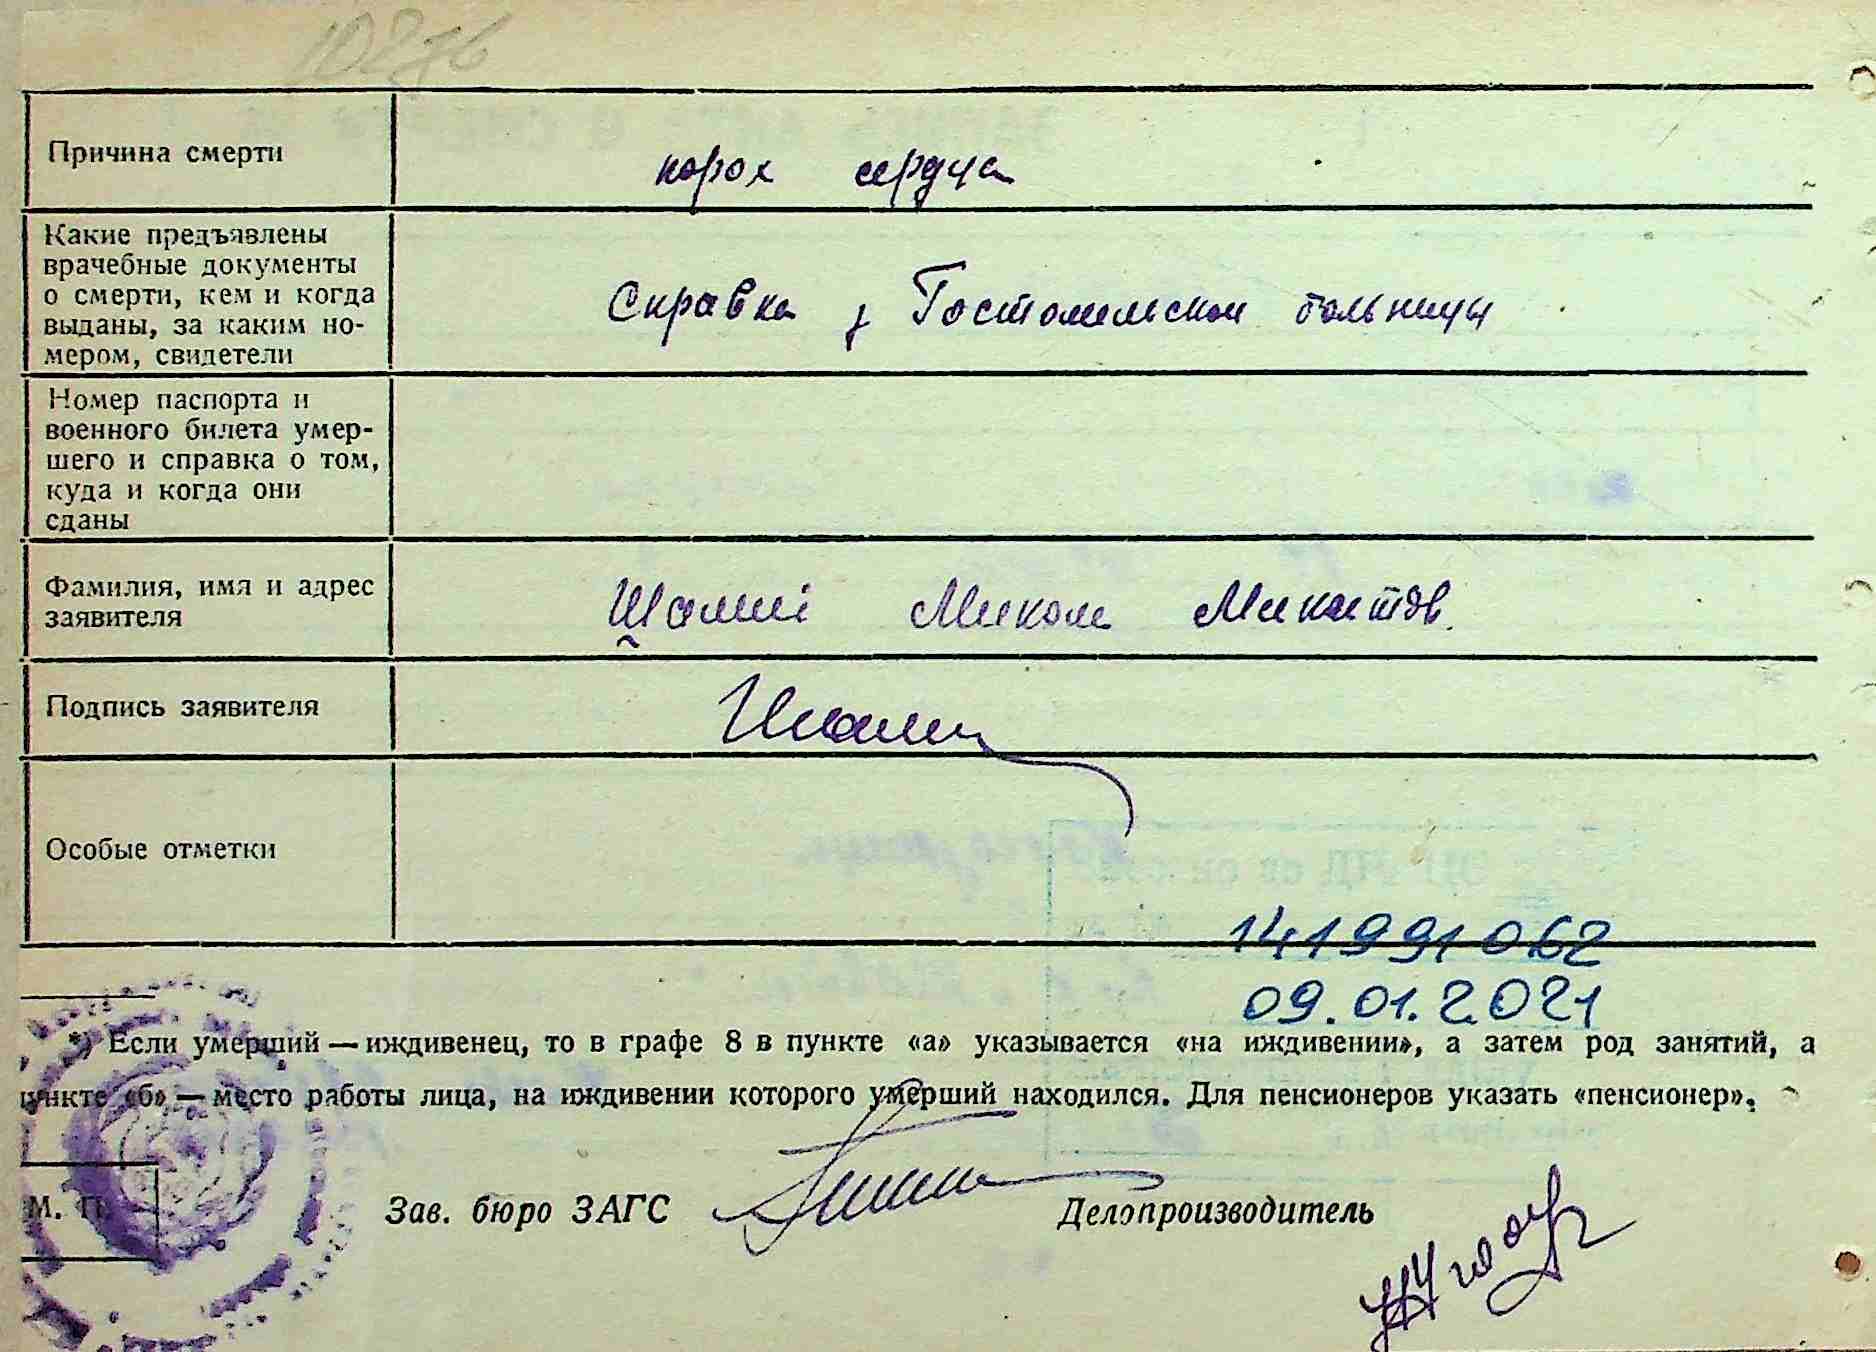 10276
Причина смерти
порок сердца
Какие предъявлены
врачебные документы
о смерти, кем и когда
выданы, за каким но-
мером, свидетели
Справка з Гостомельской больницы
Номер паспорта и
военного билета умер-
шего и справка о том,
куда и когда они
сданы
Фамилия, имя и адрес
заявителя
Микола
Подпись заявителя
Особые отметки
141991062
09.01.2021
*) Если умерший — иждивенец, то в графе 8 в пункте «а» указывается «на иждивении», а затем род занятий, а
пункте «б» — место работы лица, на иждивении которого умерший находился. Для пенсионеров указать «пенсионер».
М. П.
Зав. бюро ЗАГС
Делопроизводитель